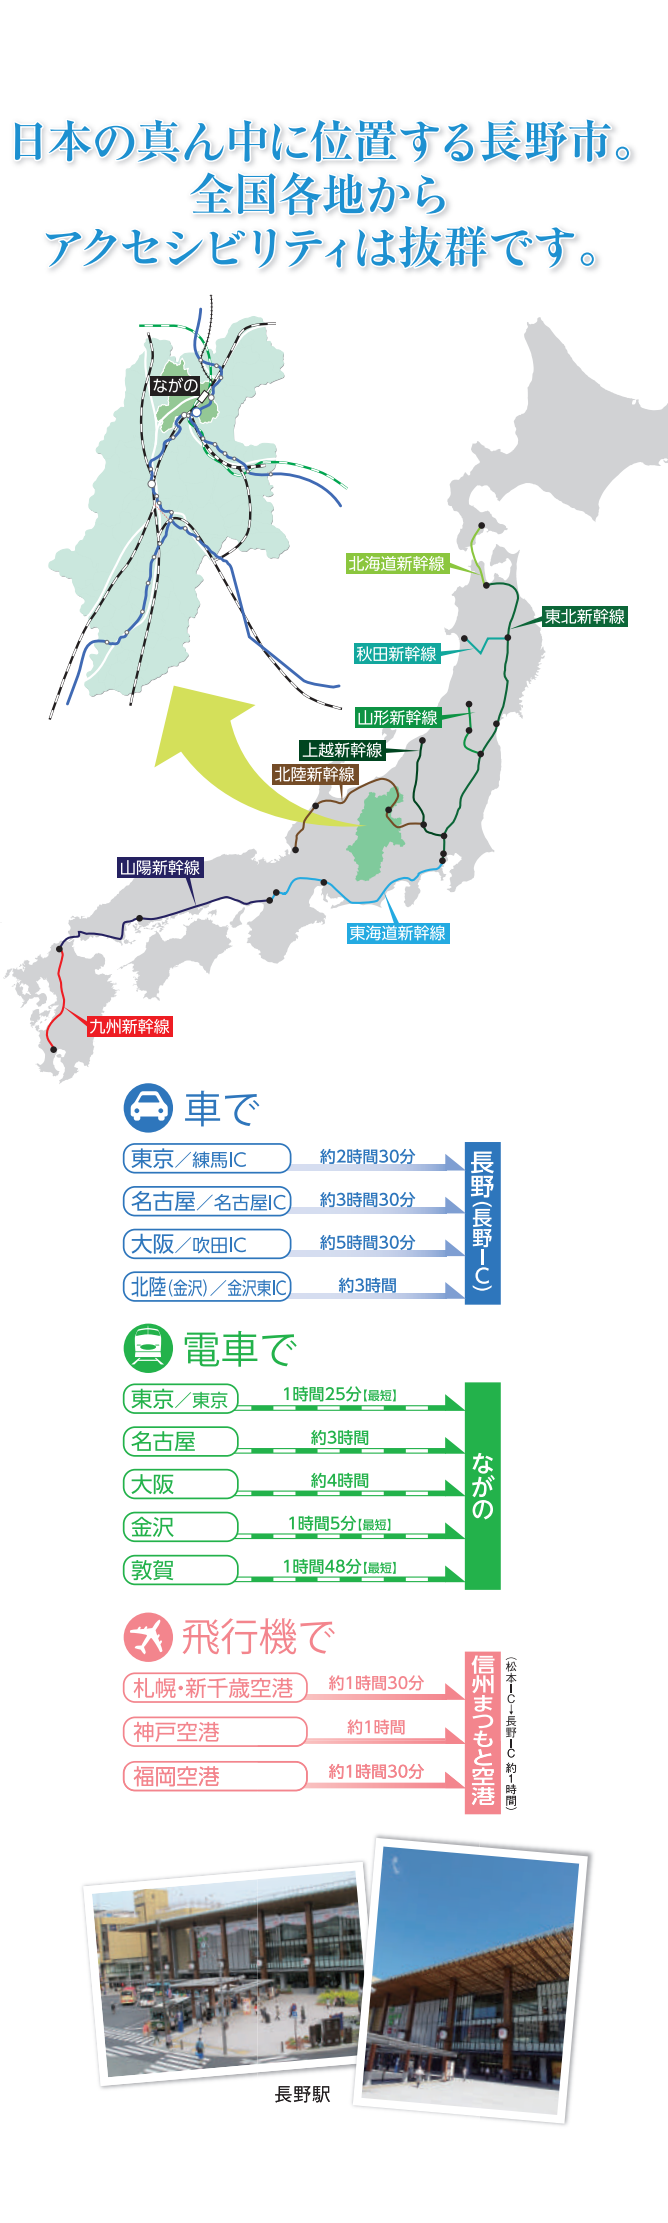 日本の真ん中に位置する長野市。
全国各地から
アクセシビリティは抜群です。
ながの
北海道新幹線
東北新幹線
秋田新幹線
山形新幹線
上越新幹線
北陸新幹線
山陽新幹線
東海道新幹線
九州新幹線
車で
東京／練馬IC 約2時間30分
名古屋／名古屋IC 約3時間30分
大阪／吹田IC 約5時間30分
北陸(金沢)／金沢東IC 約3時間
長野(長野IC)
電車で
東京／東京 1時間25分【最短】
名古屋 約3時間
大阪 約4時間
金沢 1時間5分【最短】
敦賀 1時間48分【最短】
ながの
飛行機で
札幌・新千歳空港 約1時間30分
神戸空港 約1時間
福岡空港 約1時間30分
信州まつもと空港
(松本IC→長野IC 約1時間)
長野駅